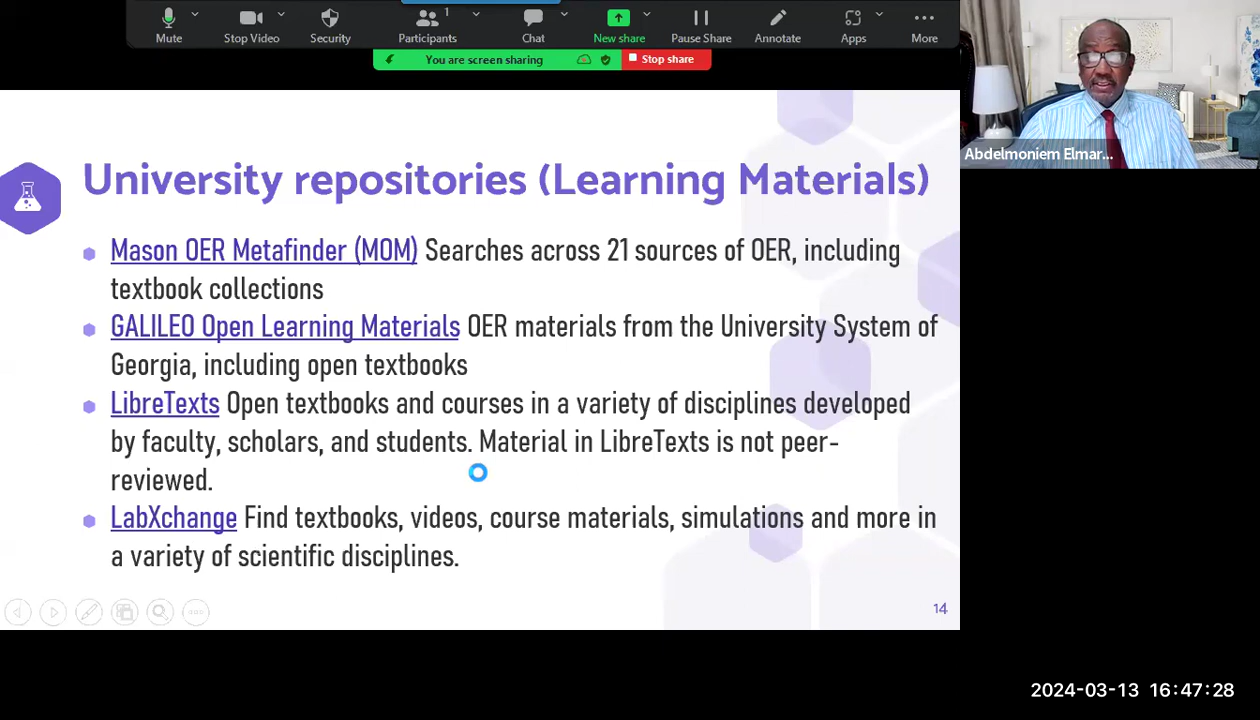 1
Mute
Stop Video
Security
Participants
Chat
New share
Pause Share
Annotate
Apps
More
You are screen sharing
Stop share
Abdelmoniem Elmar...
University repositories (Learning Materials)
Mason OER Metafinder (MOM) Searches across 21 sources of OER, including
textbook collections
GALILEO Open Learning Materials OER materials from the University System of
Georgia, including open textbooks
LibreTexts Open textbooks and courses in a variety of disciplines developed
by faculty, scholars, and students. Material in LibreTexts is not peer-
reviewed.
LabXchange Find textbooks, videos, course materials, simulations and more in
a variety of scientific disciplines.
14
2024-03-13 16:47:28